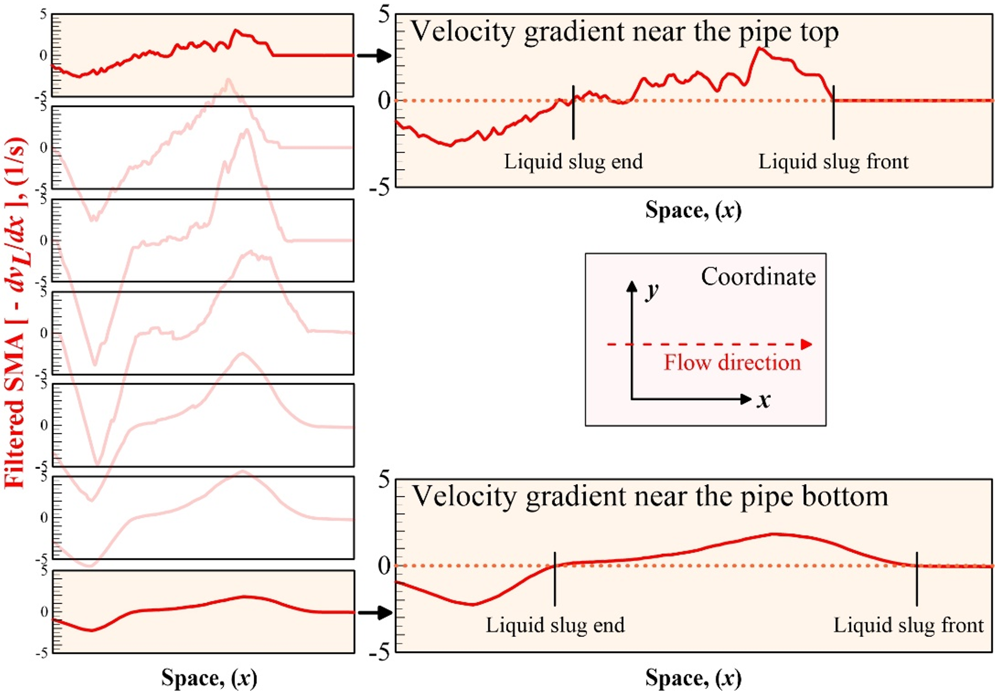 Filtered SMA [ - dv_L/dx ], (1/s)
5
0
-5
5
0
-5
5
0
-5
5
0
-5
5
0
-5
5
0
-5
5
0
-5
Space, (x)
5
0
-5
Velocity gradient near the pipe top
Liquid slug end
Liquid slug front
Space, (x)
Coordinate
y
Flow direction
x
5
0
-5
Velocity gradient near the pipe bottom
Liquid slug end
Liquid slug front
Space, (x)